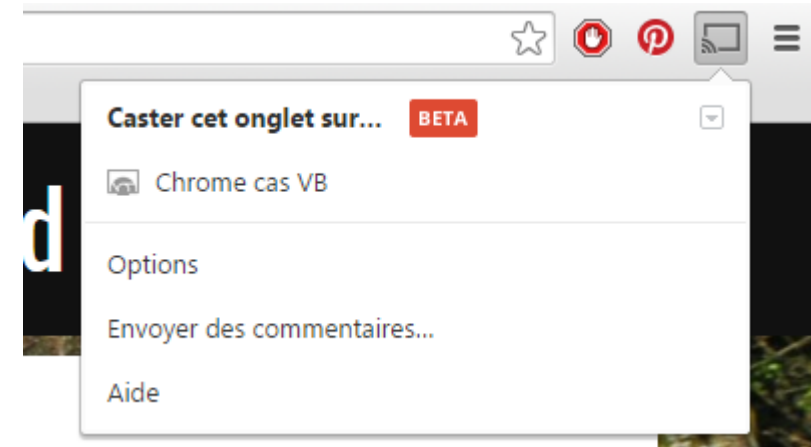 Caster cet onglet sur... BETA
Chrome cas VB
d
Options
Envoyer des commentaires...
Aide